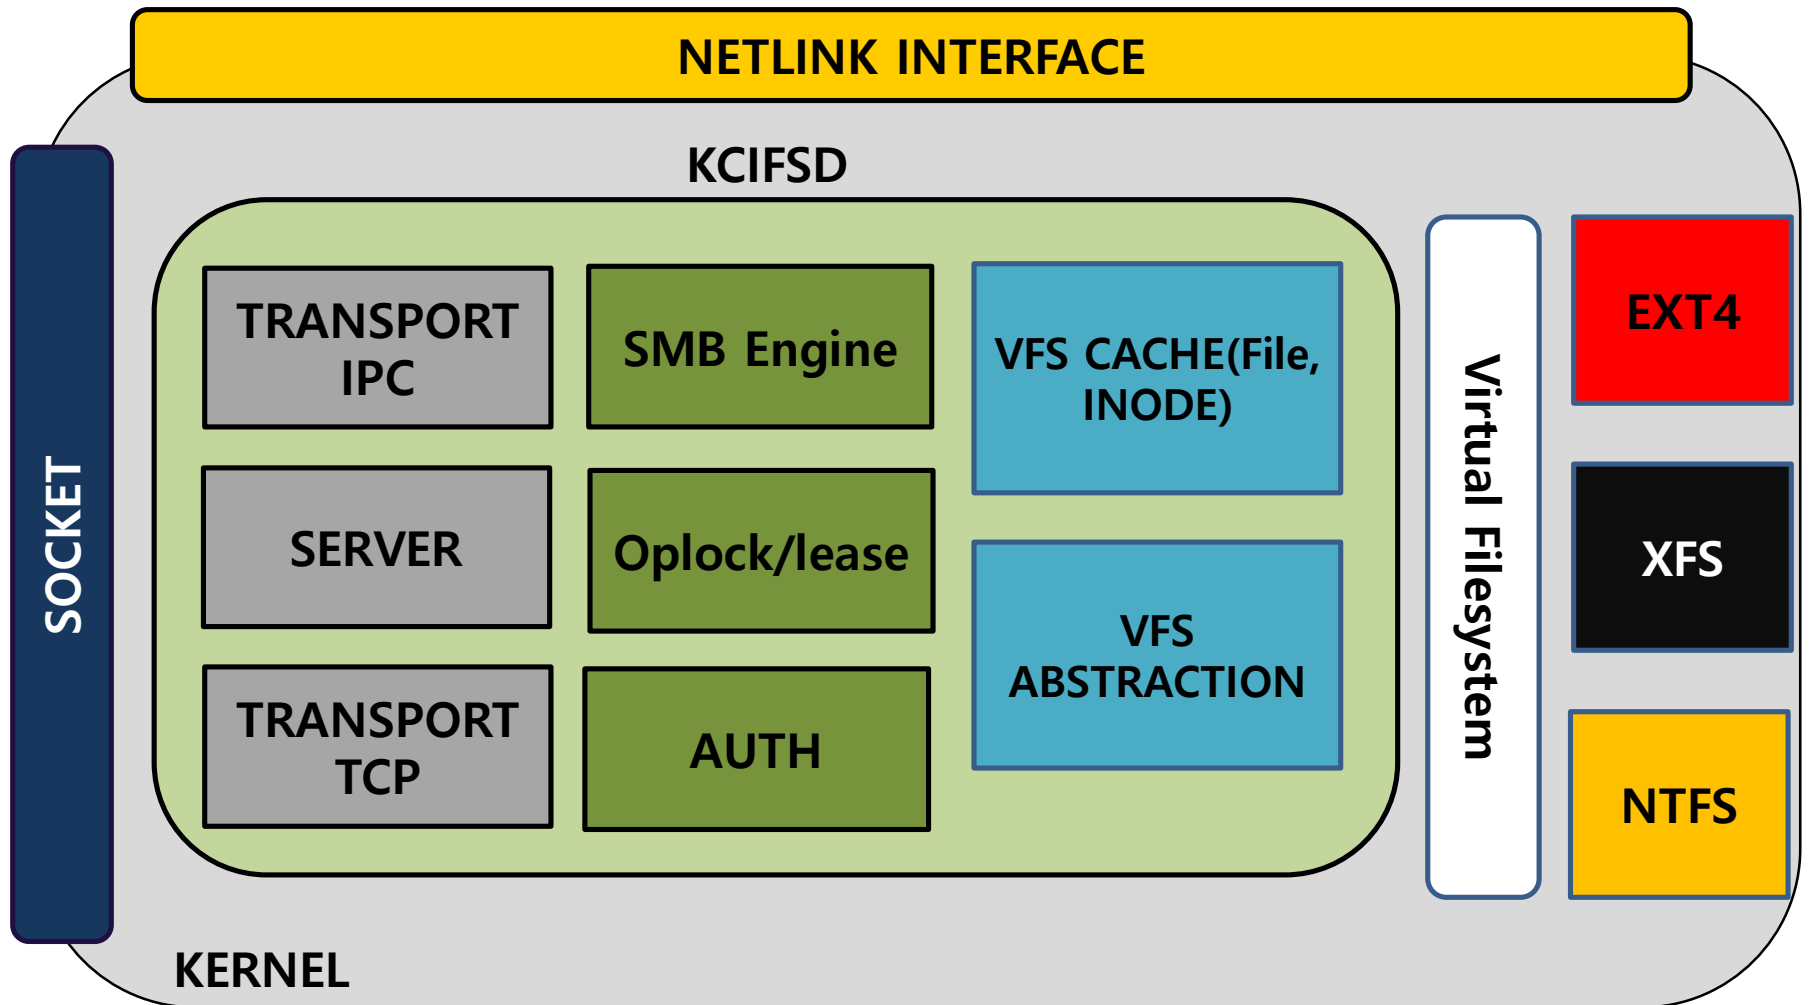 NETLINK INTERFACE
KCIFSD
SOCKET
TRANSPORT
IPC
SMB Engine
VFS CACHE(File,
INODE)
SERVER
Oplock/lease
VFS
ABSTRACTION
TRANSPORT
TCP
AUTH
Virtual Filesystem
EXT4
XFS
NTFS
KERNEL